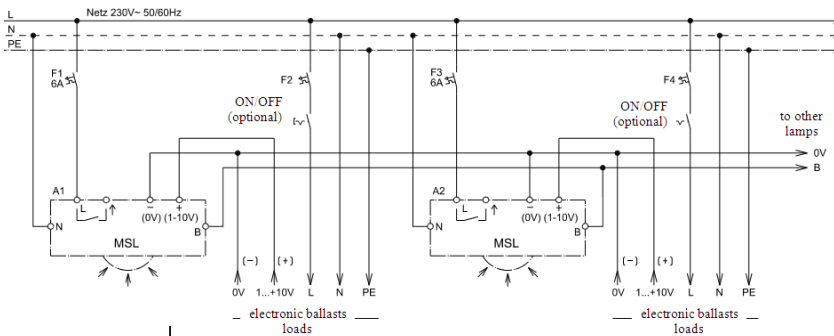 L Netz 230V~ 50/60Hz
N
PE
F1
6A
F2
F3
6A
F4
ON/OFF
(optional)
ON/OFF
(optional)
to other
lamps
0V
B
A1
L
−
+
(0V) (1-10V)
N
B
MSL
A2
L
−
+
(0V) (1-10V)
N
B
MSL
(−) (+)
0V 1...+10V L N PE
electronic ballasts
loads
(−) (+)
0V 1...+10V L N PE
electronic ballasts
loads